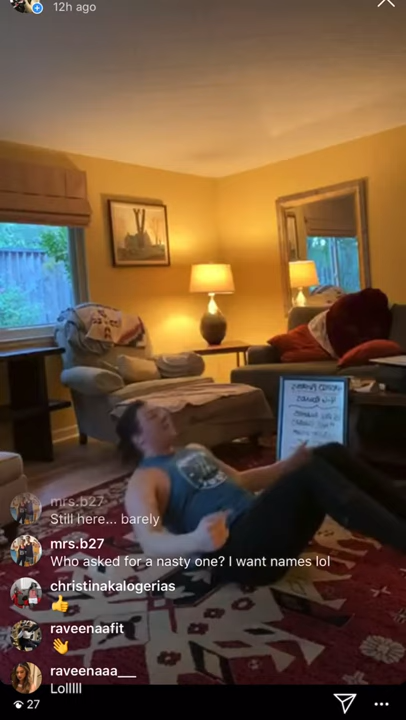 12h ago
mrs.b27
Still here... barely
mrs.b27
Who asked for a nasty one? I want names lol
christinakalogerias
👍
raveenaafit
👋
raveenaaa___
Lolllll
27